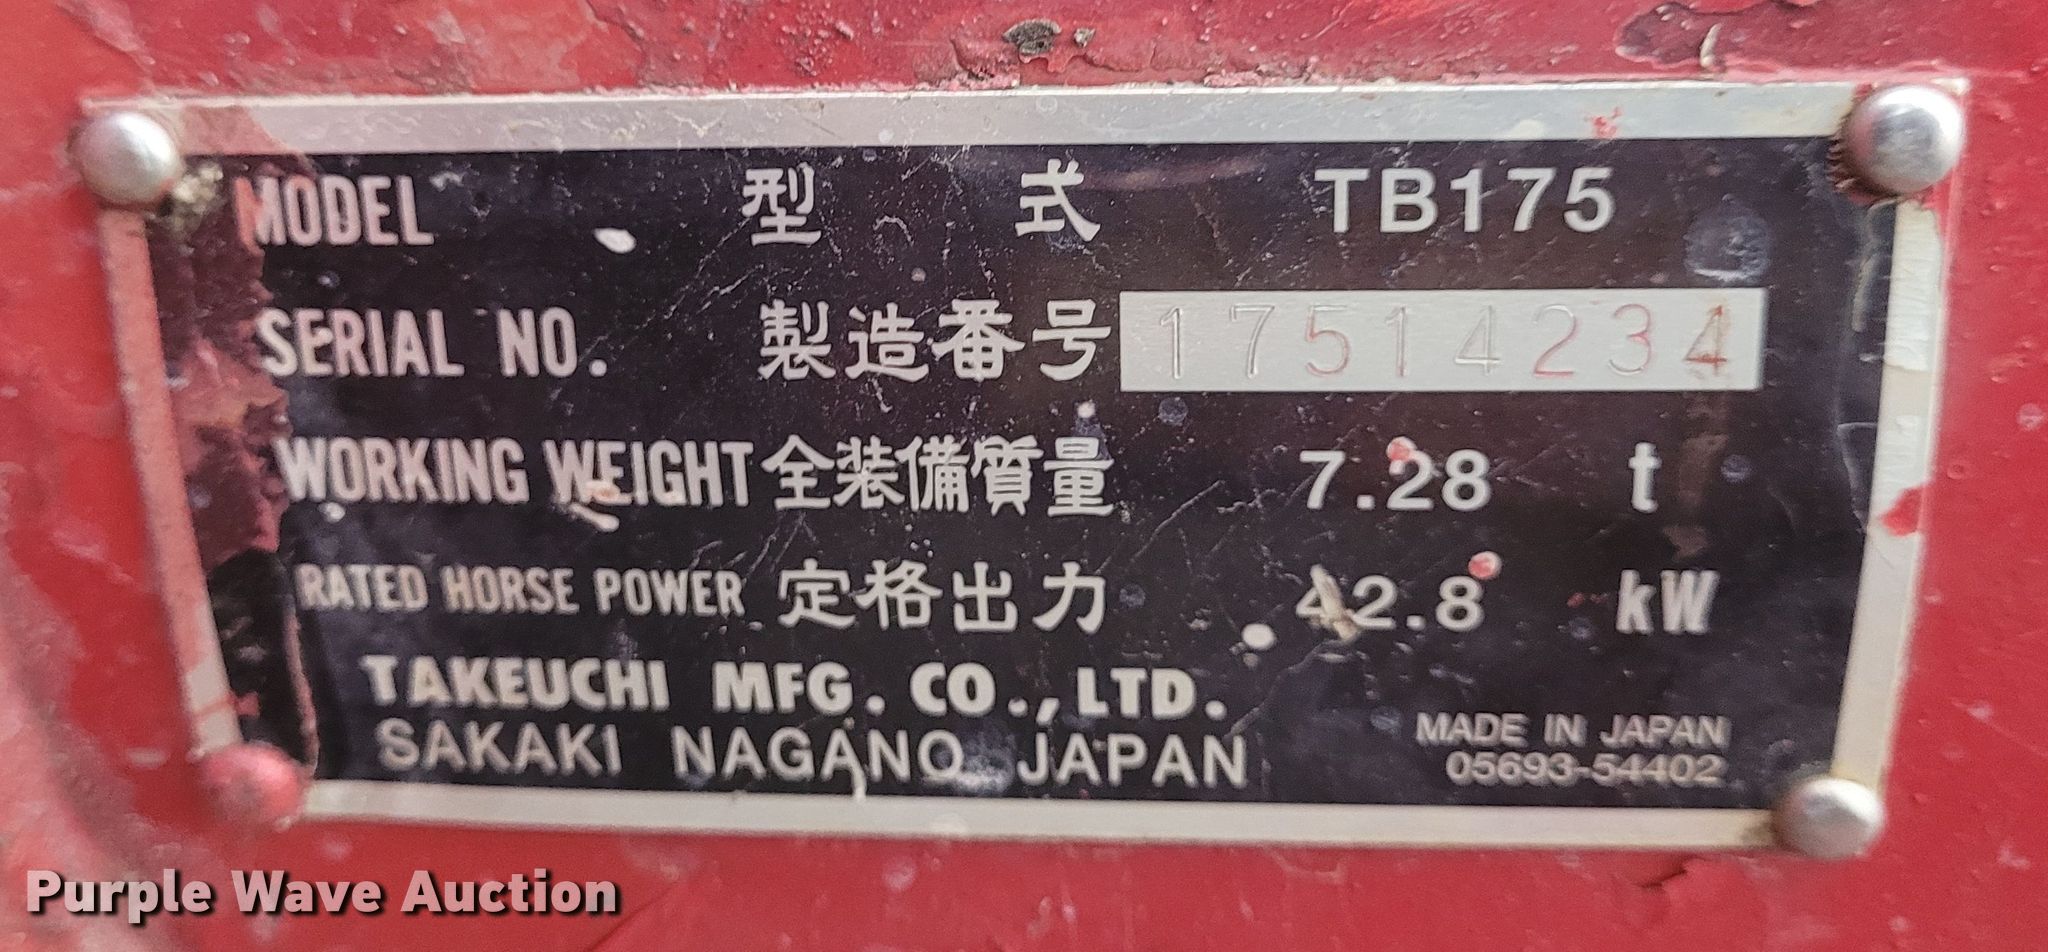 MODEL 型 式 TB175
SERIAL NO. 製造番号 17514234
WORKING WEIGHT 全装備質量 7.28 t
RATED HORSE POWER 定格出力 42.8 kW
TAKEUCHI MFG. CO., LTD.
SAKAKI NAGANO JAPAN
MADE IN JAPAN
05693-54402
Purple Wave Auction